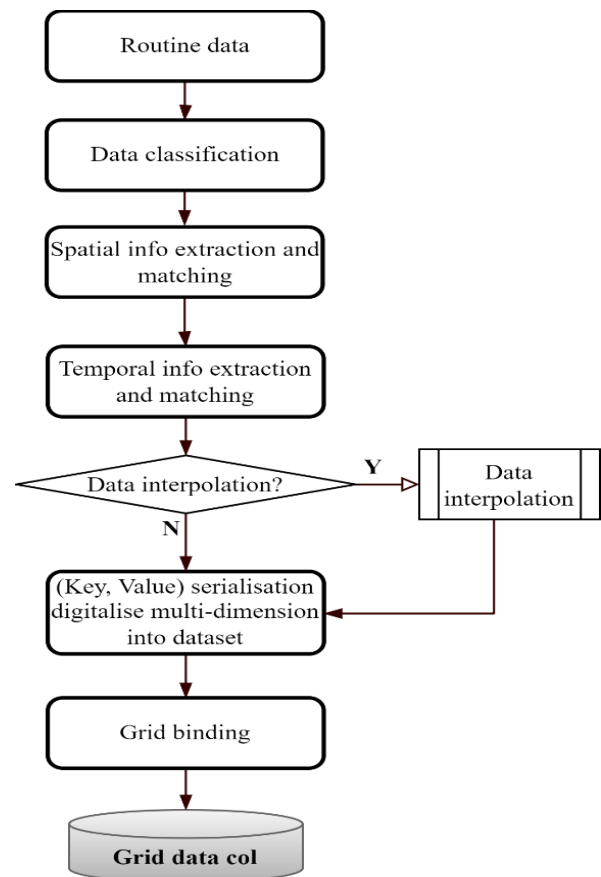 Routine data
Data classification
Spatial info extraction and
matching
Temporal info extraction
and matching
Data interpolation?
Y
Data
interpolation
N
(Key, Value) serialisation
digitalise multi-dimension
into dataset
Grid binding
Grid data col